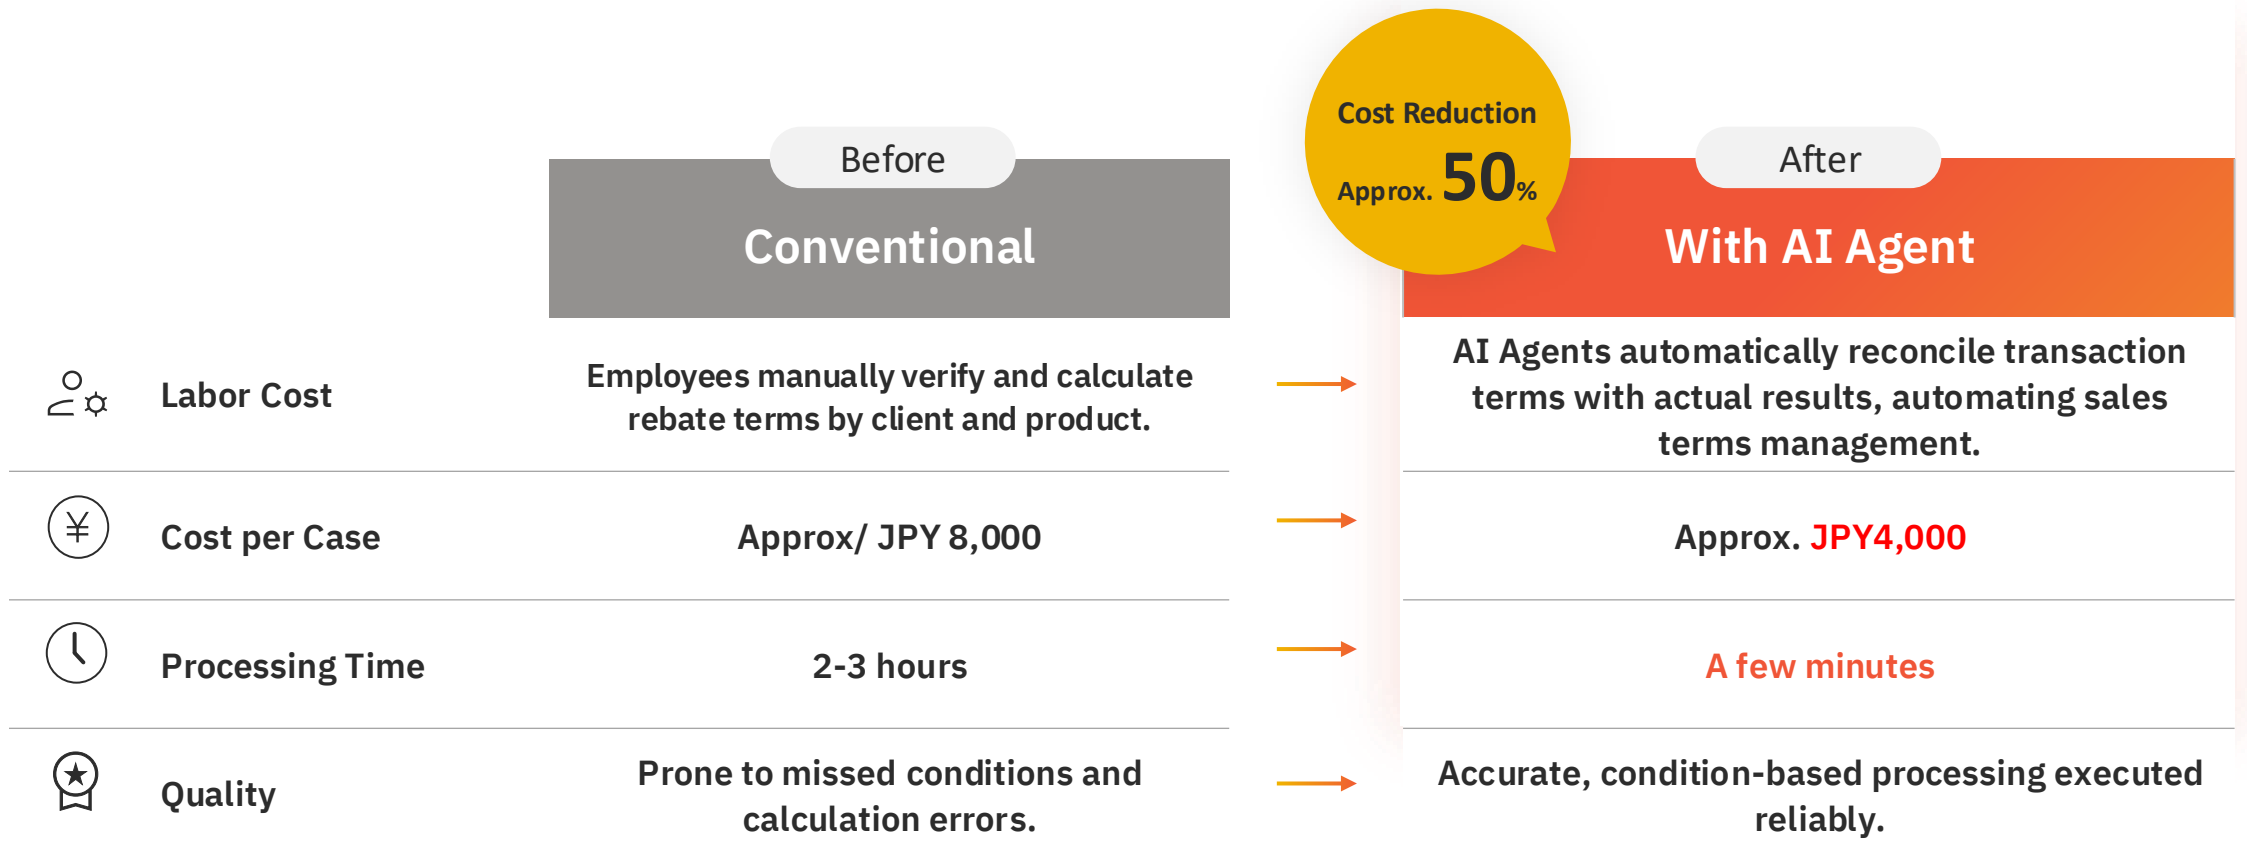 Cost Reduction
Approx. 50%
Before
After
Conventional
With AI Agent
Labor Cost
Employees manually verify and calculate
rebate terms by client and product.
AI Agents automatically reconcile transaction
terms with actual results, automating sales
terms management.
¥
Cost per Case
Approx/ JPY 8,000
Approx. JPY4,000
Processing Time
2-3 hours
A few minutes
Quality
Prone to missed conditions and
calculation errors.
Accurate, condition-based processing executed
reliably.